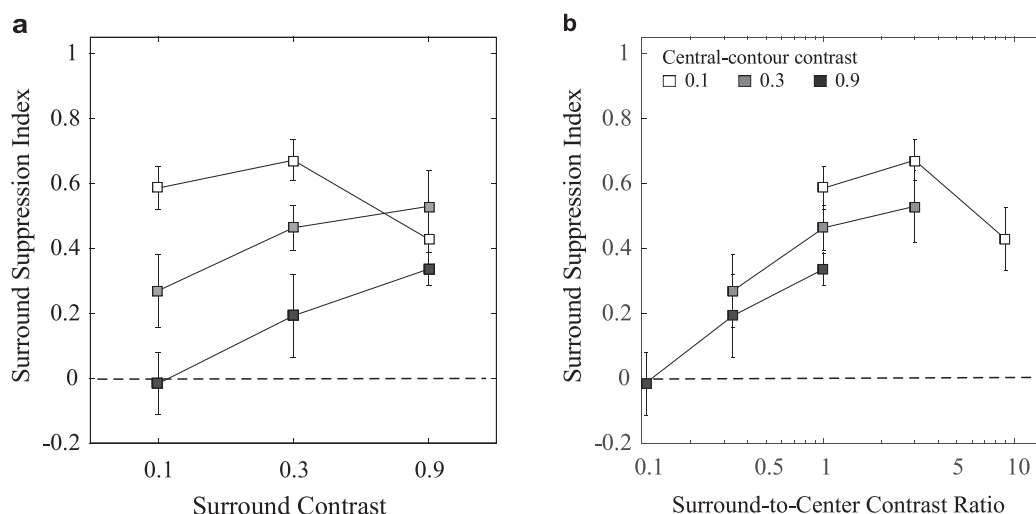 a
Surround Suppression Index
1
0.8
0.6
0.4
0.2
0
-0.2
0.1 0.3 0.9
Surround Contrast
b
Surround Suppression Index
1
0.8
0.6
0.4
0.2
0
-0.2
Central-contour contrast
0.1 0.3 0.9
0.1 0.5 1 5 10
Surround-to-Center Contrast Ratio